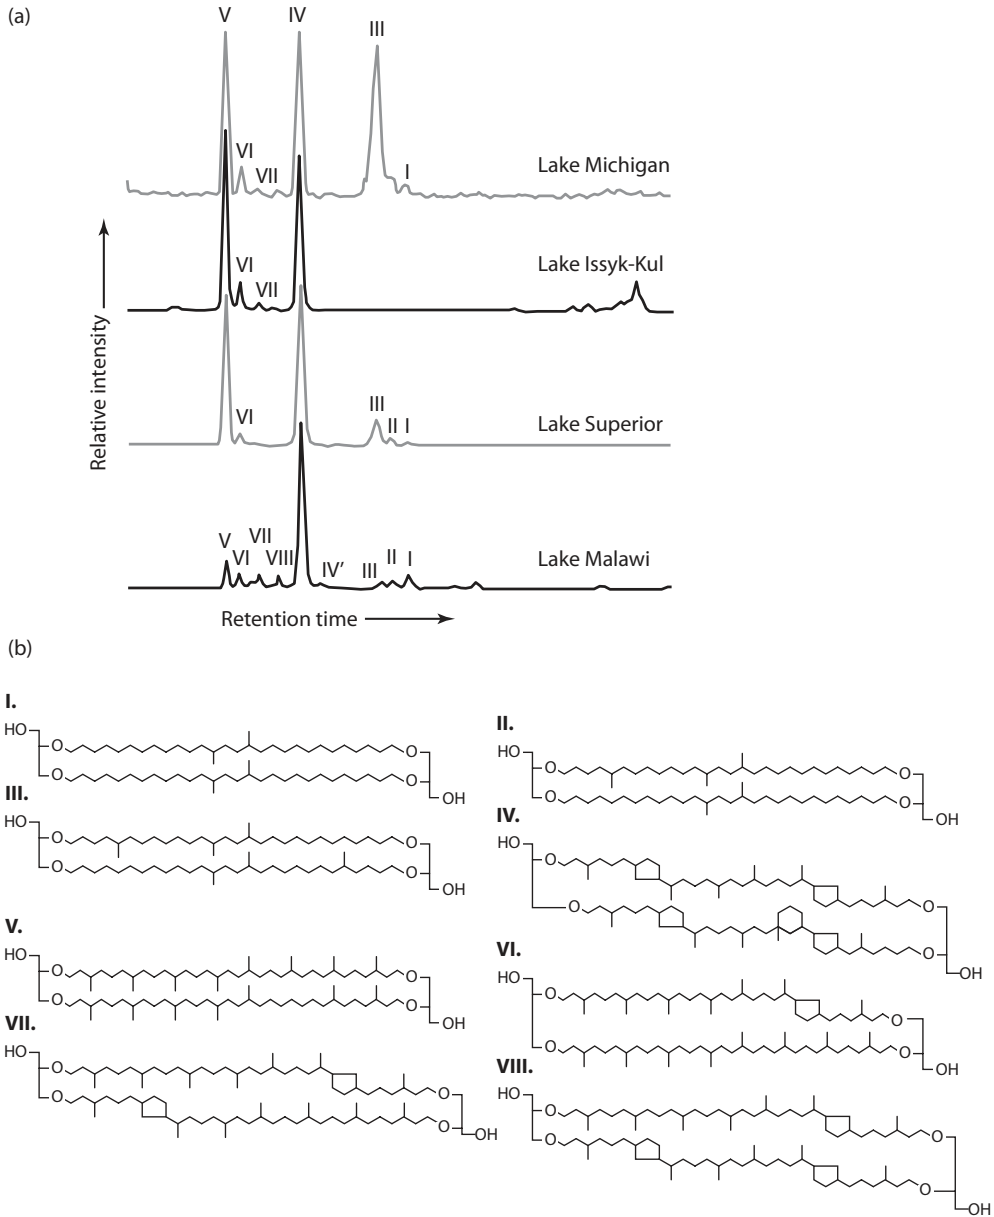 (a)
V IV III
VI VII I
Lake Michigan
Lake Issyk-Kul
VI VII
III
VI II I
Lake Superior
VII
V VI VIII IV’ III II I
Lake Malawi
Relative intensity
Retention time
(b)
I.
HO O O
O O
OH
II.
HO O O
O O
OH
III.
HO O O
O O
OH
IV.
HO O O
O O
OH
V.
HO O O
O O
OH
VI.
HO O O
O O
OH
VII.
HO O O
O O
OH
VIII.
HO O O
O O
OH